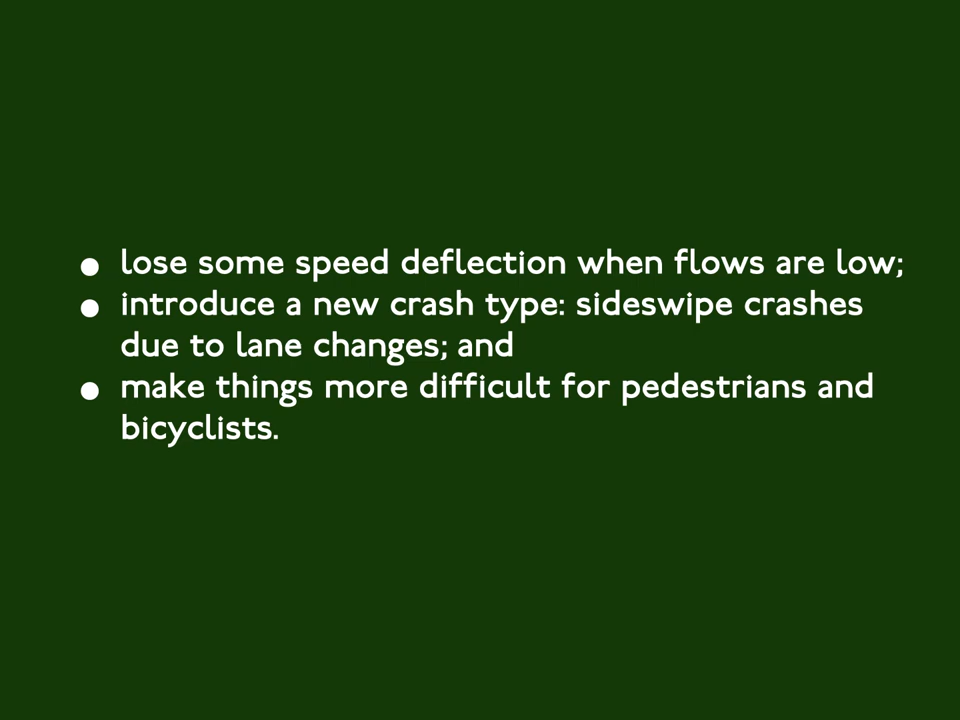 • lose some speed deflection when flows are low;
• introduce a new crash type: sideswipe crashes
due to lane changes; and
• make things more difficult for pedestrians and
bicyclists.